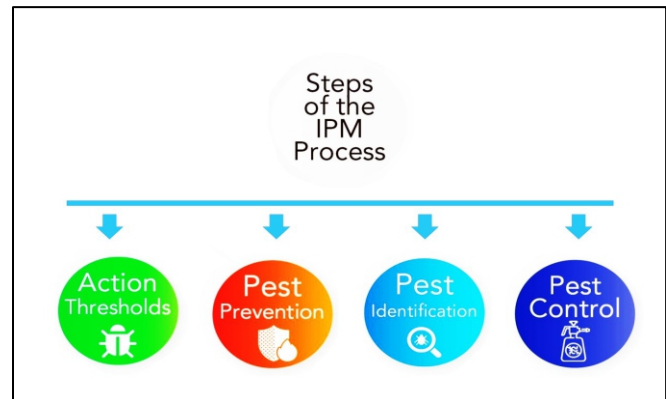 Steps
of the
IPM
Process
Action
Thresholds
Pest
Prevention
Pest
Identification
Pest
Control